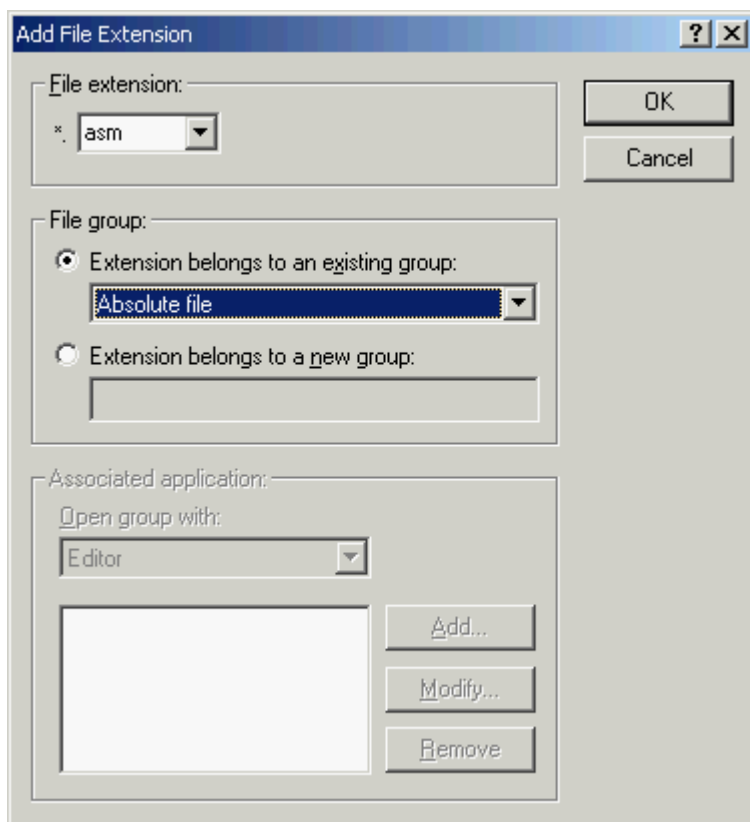 Add File Extension
File extension:
*. asm
OK
Cancel
File group:
Extension belongs to an existing group:
Absolute file
Extension belongs to a new group:
Associated application:
Open group with:
Editor
Add...
Modify...
Remove